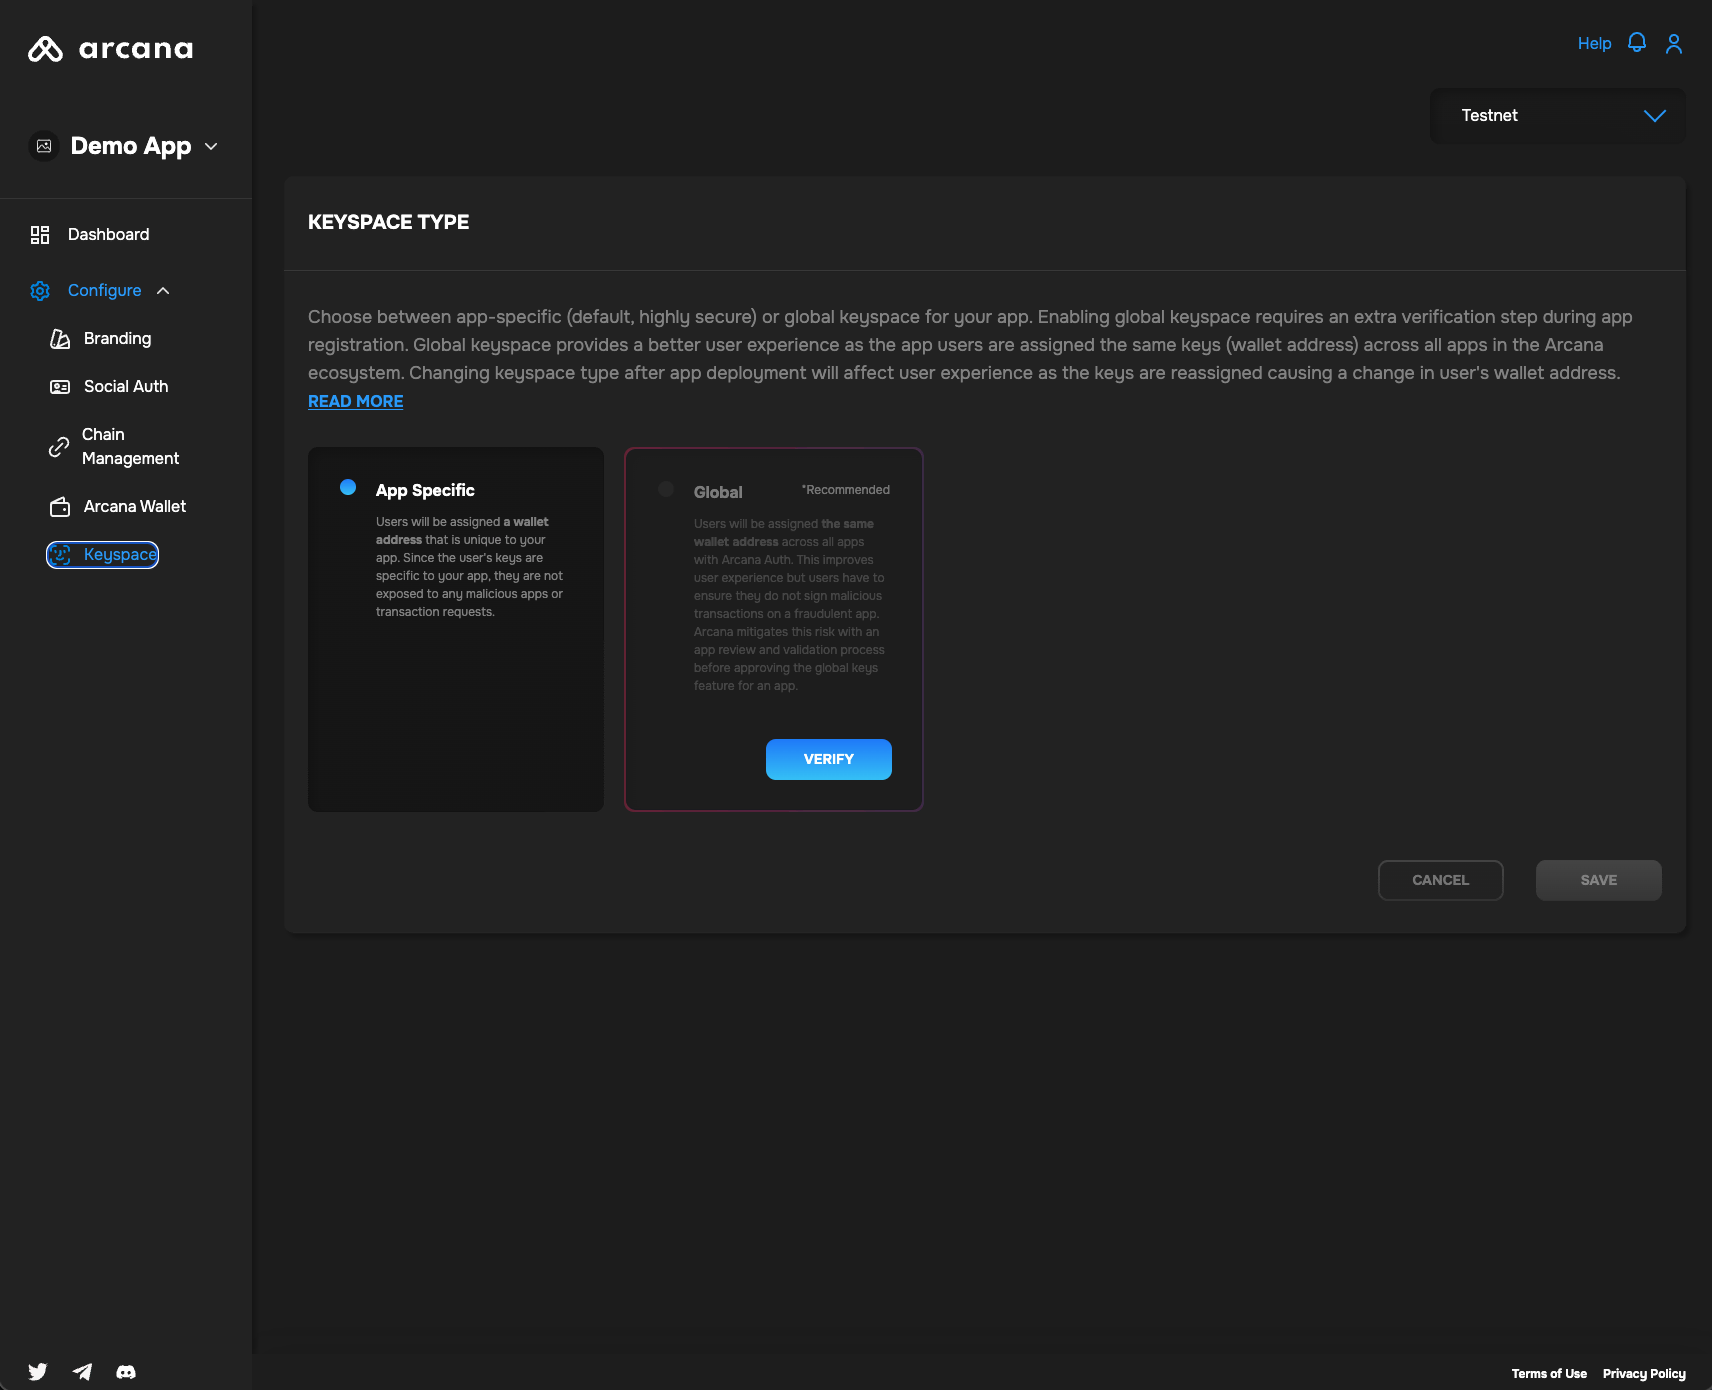 arcana
Help
Testnet
Demo App
Dashboard
Configure
Branding
Social Auth
Chain
Management
Arcana Wallet
Keyspace
KEYSPACE TYPE
Choose between app-specific (default, highly secure) or global keyspace for your app. Enabling global keyspace requires an extra verification step during app
registration. Global keyspace provides a better user experience as the app users are assigned the same keys (wallet address) across all apps in the Arcana
ecosystem. Changing keyspace type after app deployment will affect user experience as the keys are reassigned causing a change in user's wallet address.
READ MORE
App Specific
Users will be assigned a wallet
address that is unique to your
app. Since the user's keys are
specific to your app, they are not
exposed to any malicious apps or
transaction requests.
Global
*Recommended
Users will be assigned the same
wallet address across all apps
with Arcana Auth. This improves
user experience but users have to
ensure they do not sign malicious
transactions on a fraudulent app.
Arcana mitigates this risk with an
app review and validation process
before approving the global keys
feature for an app.
VERIFY
CANCEL
SAVE
Terms of Use
Privacy Policy